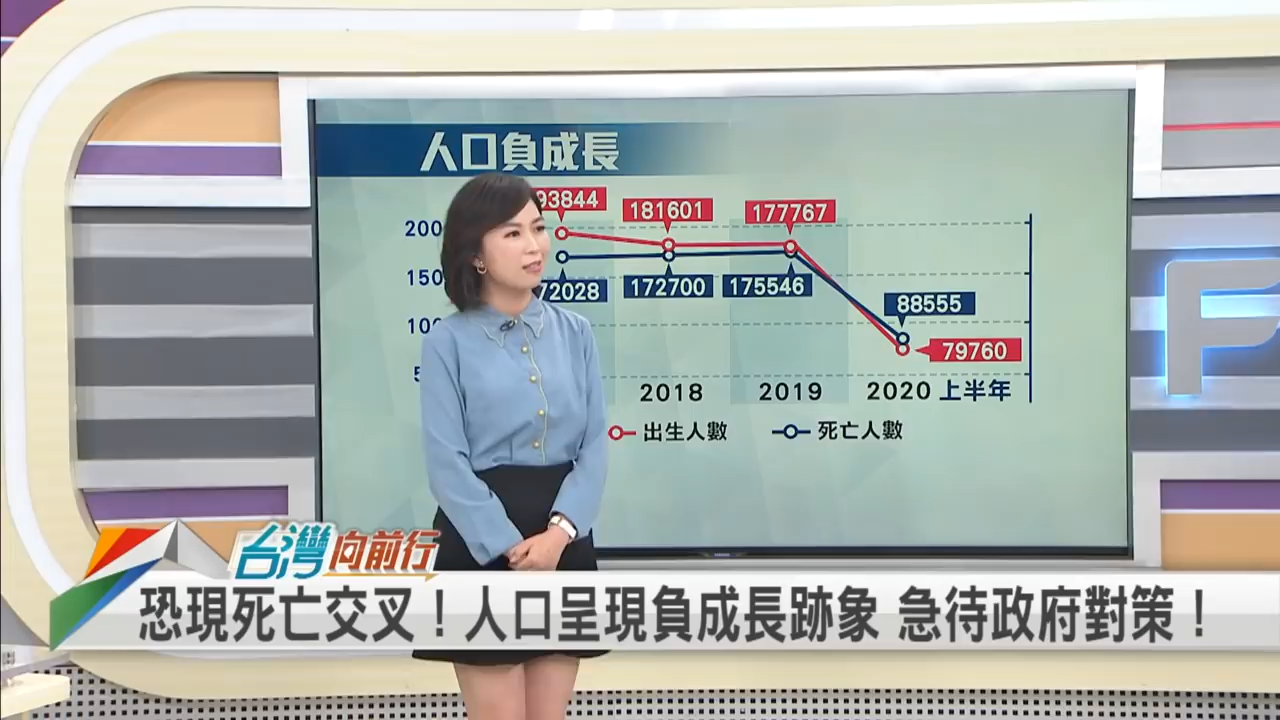 人口負成長
93844
181601
177767
200
150
172700
175546
72028
88555
100
79760
5
2018
2019
2020 上半年
出生人數
死亡人數
台灣向前行
恐現死亡交叉！人口呈現負成長跡象 急待政府對策！